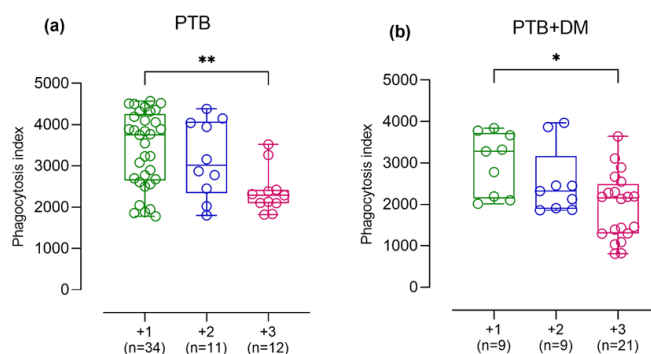 (a)
PTB
**
5000
4000
3000
2000
1000
0
Phagocytosis index
+1 +2 +3
(n=34) (n=11) (n=12)
(b)
PTB+DM
*
5000
4000
3000
2000
1000
0
Phagocytosis index
+1 +2 +3
(n=9) (n=9) (n=21)